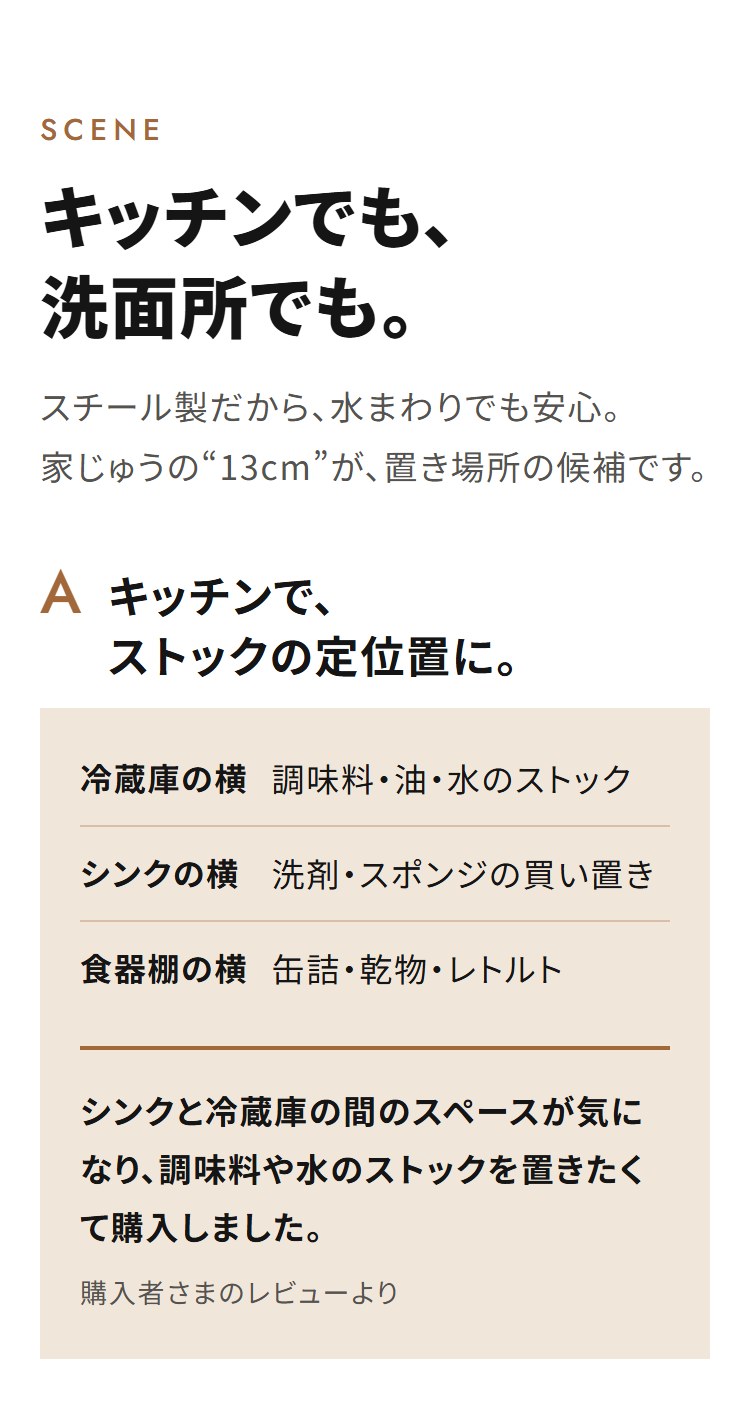 SCENE
キッチンでも、
洗面所でも。
スチール製だから、水まわりでも安心。
家じゅうの“13cm”が、置き場所の候補です。
A キッチンで、
ストックの定位置に。
冷蔵庫の横 調味料・油・水のストック
シンクの横 洗剤・スポンジの買い置き
食器棚の横 缶詰・乾物・レトルト
シンクと冷蔵庫の間のスペースが気に
なり、調味料や水のストックを置きたく
て購入しました。
購入者さまのレビューより